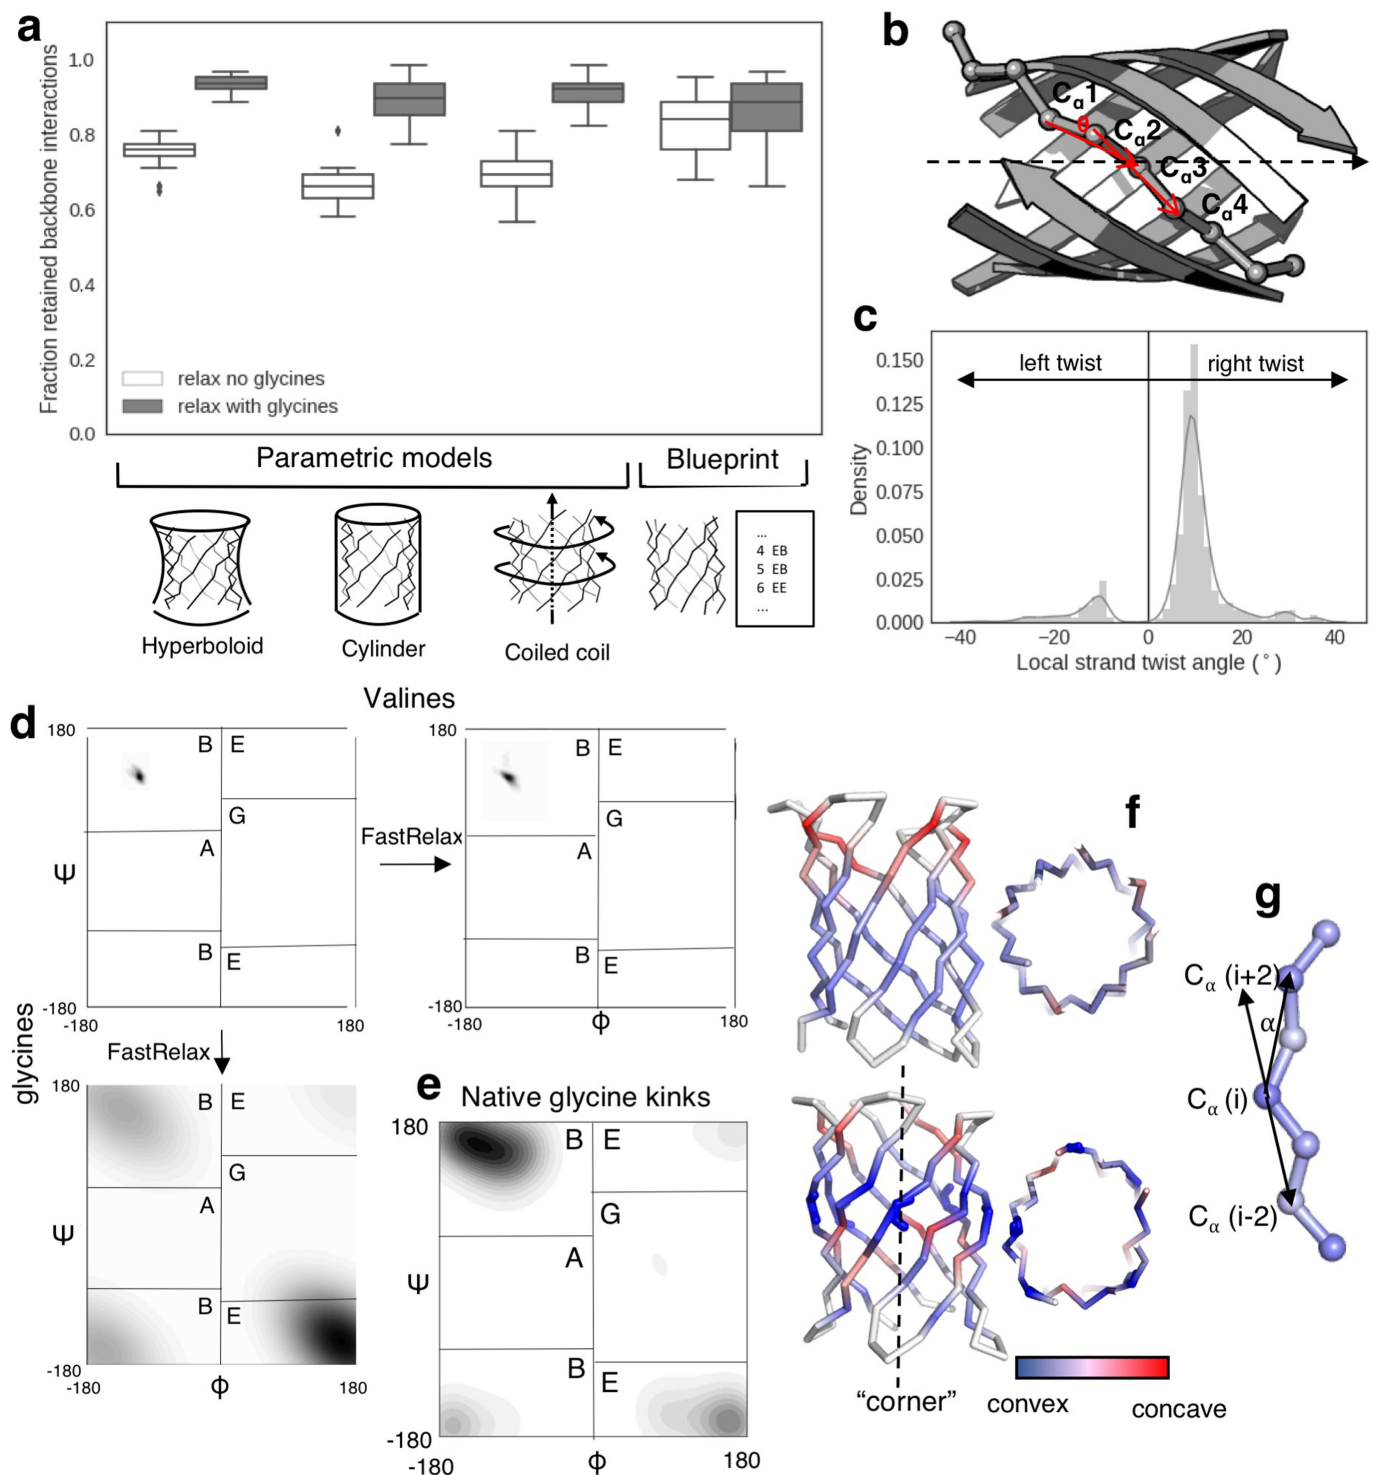 a
Fraction retained backbone interactions
1.0
0.8
0.6
0.4
0.2
0.0
relax no glycines
relax with glycines
Parametric models
Blueprint
...
4 EB
5 EB
6 EE
...
Hyperboloid
Cylinder
Coiled coil
b
Cα1
θ
Cα2
Cα3
Cα4
c
left twist
right twist
Density
0.150
0.125
0.100
0.075
0.050
0.025
0.000
−40
−20
0
20
40
Local strand twist angle (°)
d
Valines
180
B
E
G
A
Ψ
B
E
-180
-180
180
FastRelax
180
B
E
G
A
B
E
-180
-180
ϕ
180
glycines
FastRelax
180
B
E
G
A
Ψ
B
E
-180
-180
ϕ
180
e
Native glycine kinks
180
B
E
G
A
Ψ
B
E
-180
-180
ϕ
180
f
"corner"
convex
concave
g
Cα (i+2)
α
Cα (i)
Cα (i-2)